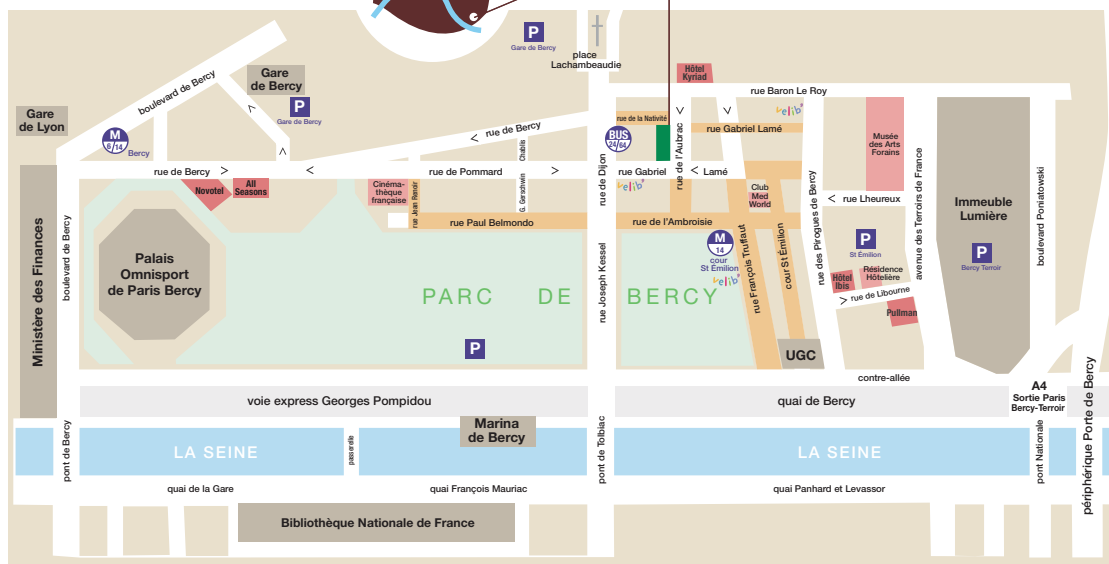 P
Gare de Bercy
place
Lachambeaudie
Hôtel
Kyriad
rue Baron Le Roy
boulevard de Bercy
Gare
de Bercy
P
Gare de Bercy
Gare
de Lyon
M
6/14
Bercy
rue de Bercy
BUS
24/64
rue de la Nativité
rue de l'Aubrac
velib'
rue Gabriel Lamé
Musée
des Arts
Forains
Chablis
G. Gerschwin
rue de Bercy
rue de Pommard
rue de Dijon
rue Gabriel
Lamé
velib'
Novotel
All
Seasons
Cinéma-
thèque
française
rue Jean Renoir
Club
Med
World
rue Lheureux
rue Paul Belmondo
rue de l'Ambroisie
Immeuble
Lumière
P
Bercy Terroir
avenue des Terroirs de France
boulevard Poniatowski
rue des Pirogues de Bercy
Ministère des Finances
boulevard de Bercy
Palais
Omnisport
de Paris Bercy
M
14
cour
St Émilion
velib'
rue François Truffaut
cour St Émilion
P
St Émilion
Résidence
Hôtelière
Hôtel
Ibis
rue de Libourne
Pullman
PARC DE BERCY
rue Joseph Kessel
P
UGC
contre-allée
voie express Georges Pompidou
quai de Bercy
A4
Sortie Paris
Bercy-Terroir
Marina
de Bercy
périphérique Porte de Bercy
pont de Bercy
LA SEINE
passerelle
pont de Tolbiac
LA SEINE
pont Nationale
quai de la Gare
quai François Mauriac
quai Panhard et Levassor
Bibliothèque Nationale de France